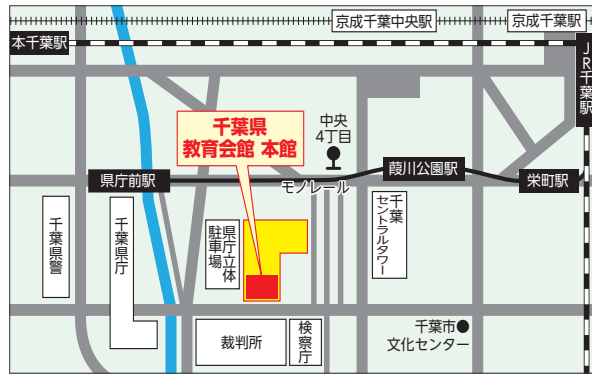 京成千葉中央駅
京成千葉駅
本千葉駅
JR千葉駅
千葉県
教育会館 本館
中央
4丁目
県庁前駅
モノレール
葭川公園駅
栄町駅
千葉県警
千葉県庁
県庁立体
駐車場
千葉
セントラルタワー
裁判所
検察庁
千葉市
文化センター